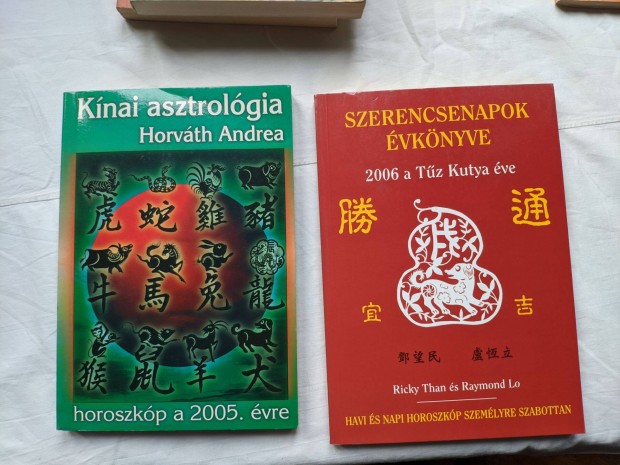 Kínai asztrológia
Horváth Andrea
虎 蛇 雞 豬
牛 馬 兔 龍
猴 鼠 羊 犬
horoszkóp a 2005. évre
SZERENCSENAPOK
ÉVKÖNYVE
2006 a Tűz Kutya éve
勝 通
宜 吉
鄧望民 盧恆立
Ricky Than és Raymond Lo
HAVI ÉS NAPI HOROSZKÓP SZEMÉLYRE SZABOTTAN